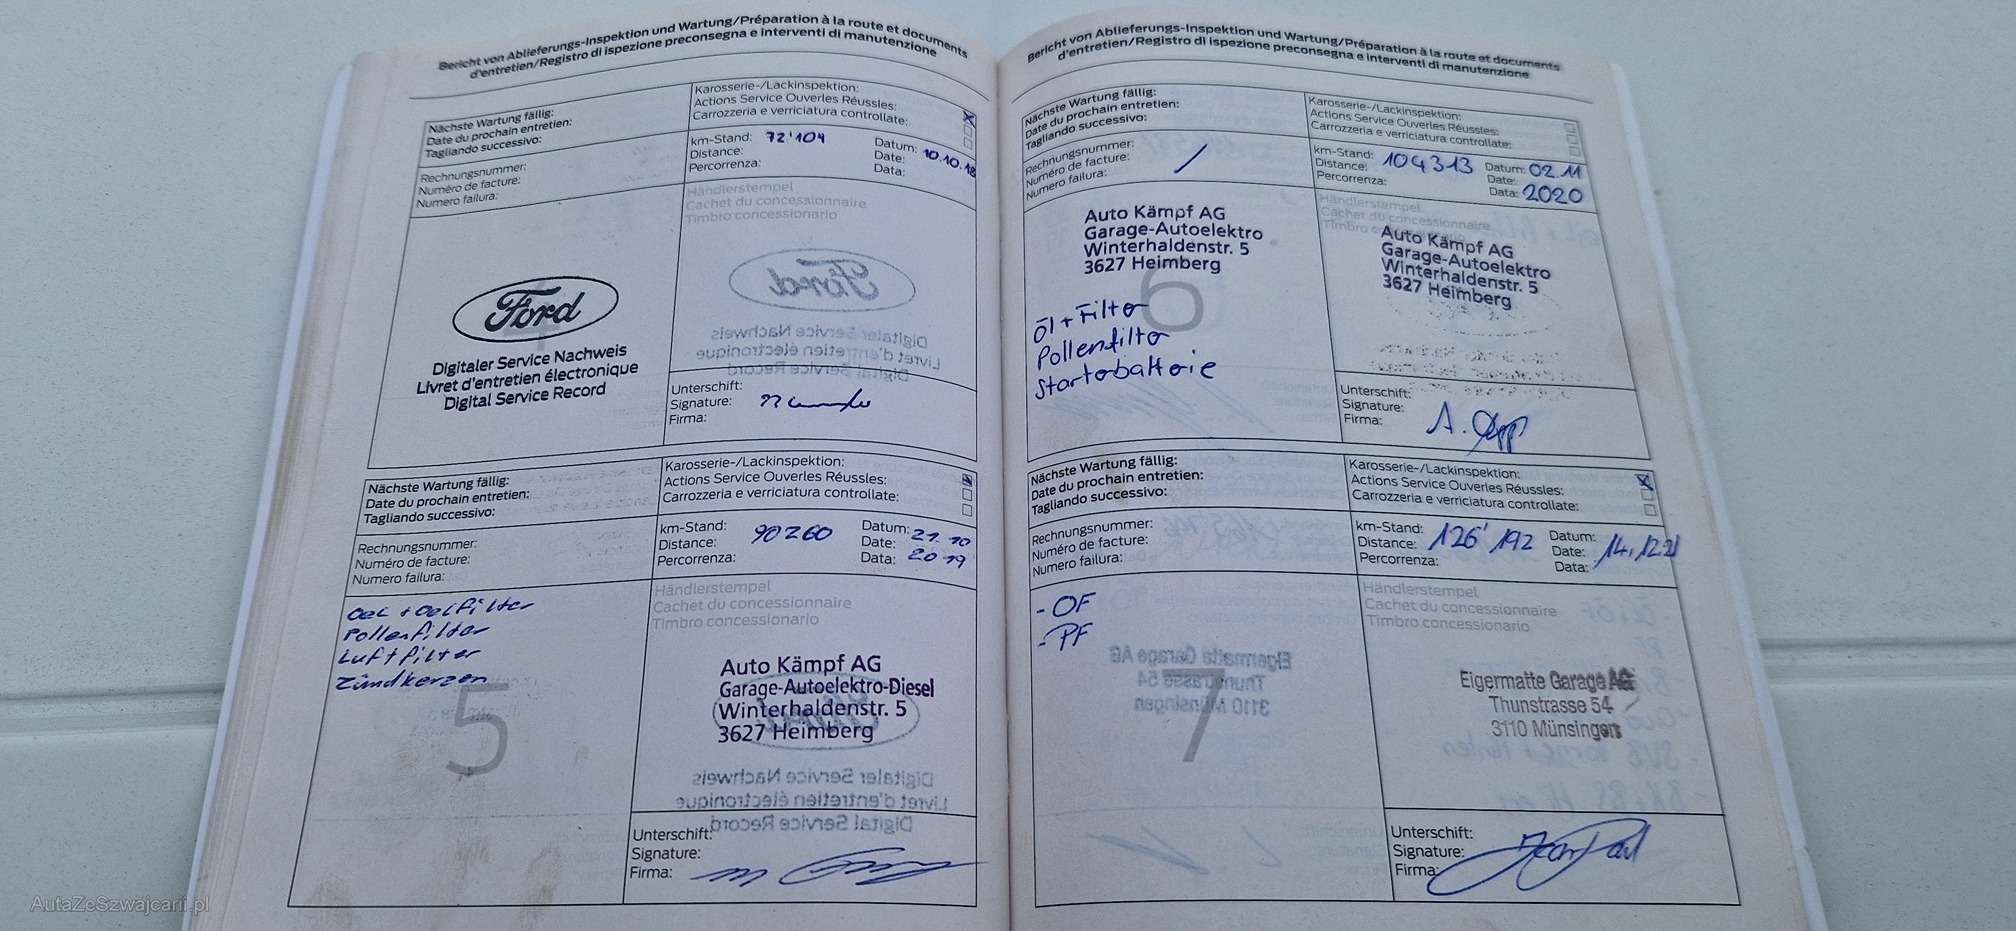 Bericht von Ablieferungs-Inspektion und Wartung/Préparation à la route et documents
d'entretien/Registro di ispezione preconsegna e interventi di manutenzione
Nächste Wartung fällig:
Date du prochain entretien:
Tagliando successivo:
Karosserie-/Lackinspektion:
Actions Service Ouverles Réussles:
Carrozzeria e verriciatura controllate:
Rechnungsnummer:
Numéro de facture:
Numero failura:
km-Stand: 72'104
Distance:
Percorrenza:
Datum: 10.10.18
Date:
Data:
Händlerstempel
Cachet du concessionnaire
Timbro concessionario
Ford
Digitaler Service Nachweis
Livret d'entretien électronique
Digital Service Record
Unterschift:
Signature:
Firma:
Nächste Wartung fällig:
Date du prochain entretien:
Tagliando successivo:
Karosserie-/Lackinspektion:
Actions Service Ouverles Réussles:
Carrozzeria e verriciatura controllate:
Rechnungsnummer:
Numéro de facture:
Numero failura:
km-Stand: 90260
Distance:
Percorrenza:
Datum: 21.10
Date: 2019
Data:
Oel + Oelfilter
Pollenfilter
Luftfilter
Zündkerzen
5
Händlerstempel
Cachet du concessionnaire
Timbro concessionario
Auto Kämpf AG
Garage-Autoelektro-Diesel
Winterhaldenstr. 5
3627 Heimberg
Unterschift:
Signature:
Firma:
Bericht von Ablieferungs-Inspektion und Wartung/Préparation à la route et documents
d'entretien/Registro di ispezione preconsegna e interventi di manutenzione
Nächste Wartung fällig:
Date du prochain entretien:
Tagliando successivo:
Karosserie-/Lackinspektion:
Actions Service Ouverles Réussles:
Carrozzeria e verriciatura controllate:
Rechnungsnummer:
Numéro de facture:
Numero failura:
km-Stand: 104313
Distance:
Percorrenza:
Datum: 02.11
Date:
Data: 2020
Auto Kämpf AG
Garage-Autoelektro
Winterhaldenstr. 5
3627 Heimberg
6
Öl + Filter
Pollenfilter
Starterbatterie
Händlerstempel
Cachet du concessionnaire
Timbro concessionario
Auto Kämpf AG
Garage-Autoelektro
Winterhaldenstr. 5
3627 Heimberg
Unterschift:
Signature:
Firma:
Nächste Wartung fällig:
Date du prochain entretien:
Tagliando successivo:
Karosserie-/Lackinspektion:
Actions Service Ouverles Réussles:
Carrozzeria e verriciatura controllate:
Rechnungsnummer:
Numéro de facture:
Numero failura:
km-Stand: 126'192
Distance:
Percorrenza:
Datum:
Date: 14.12.21
Data:
- OF
- PF
7
Händlerstempel
Cachet du concessionnaire
Timbro concessionario
Eigermatte Garage AG
Thunstrasse 54
3110 Münsingen
Unterschift:
Signature:
Firma:
AutaZeSzwajcarii.pl